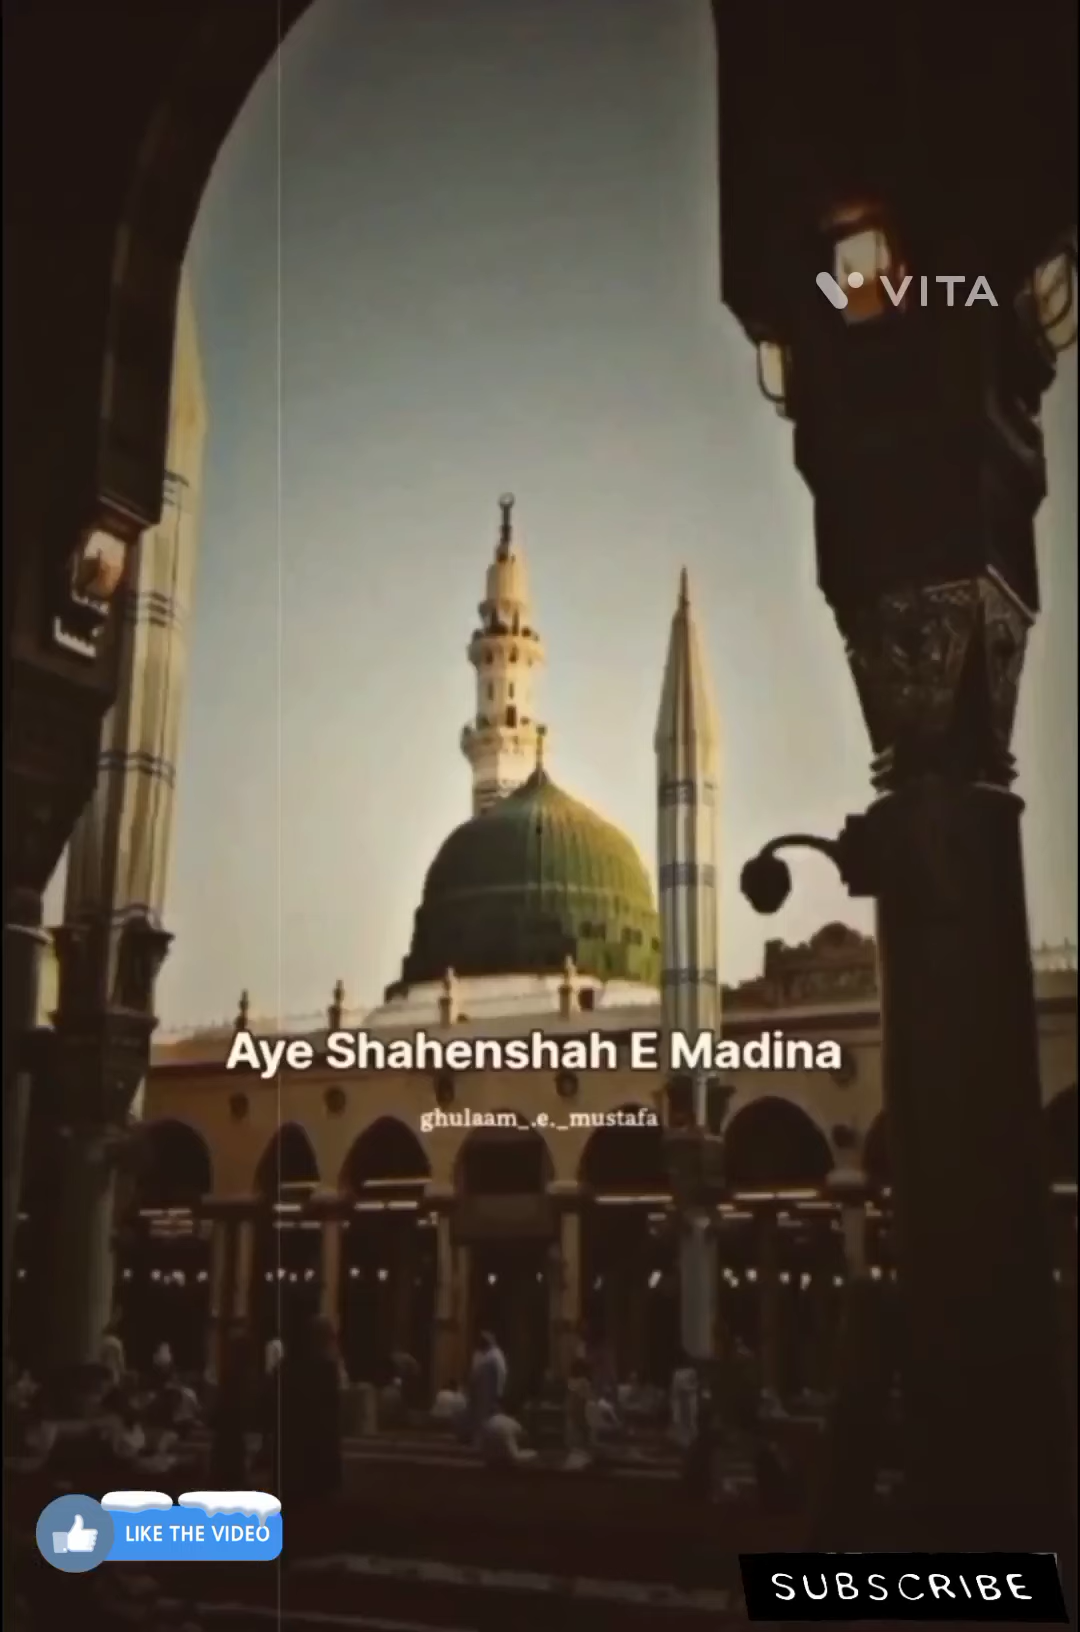 VITA
Aye Shahenshah E Madina
ghulaam_.e._mustafa
LIKE THE VIDEO
SUBSCRIBE